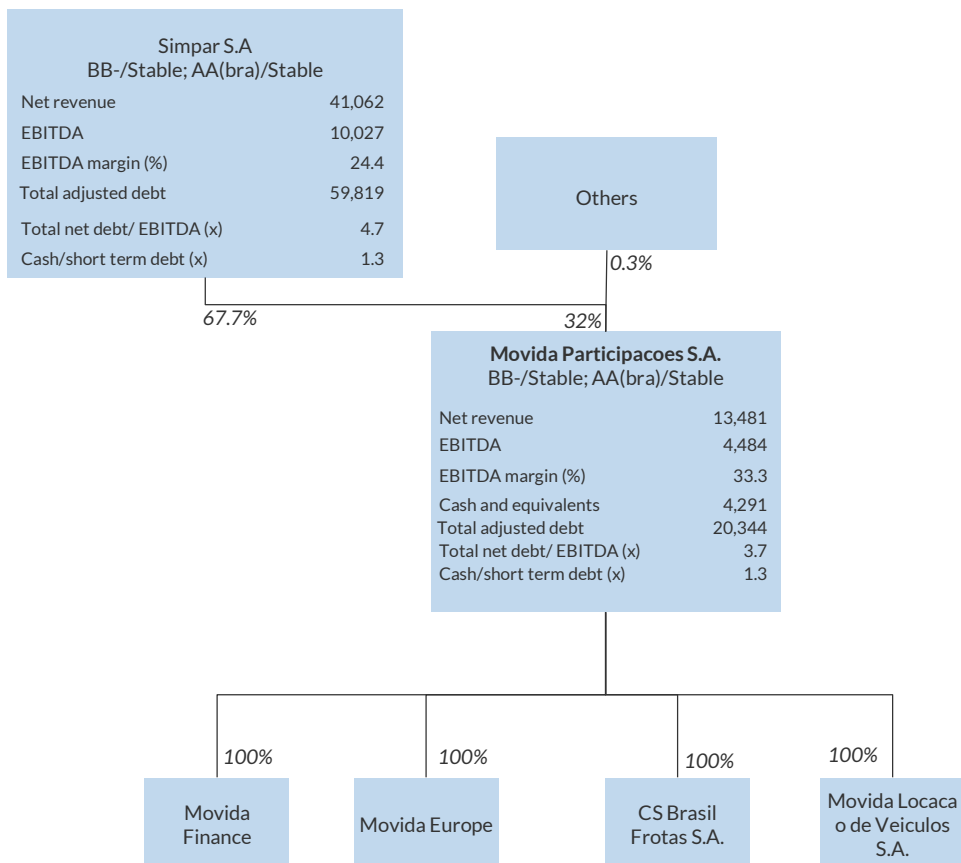 Simpar S.A
BB-/Stable; AA(bra)/Stable
Net revenue 41,062
EBITDA 10,027
EBITDA margin (%) 24.4
Total adjusted debt 59,819
Total net debt/ EBITDA (x) 4.7
Cash/short term debt (x) 1.3
Others
0.3%
67.7%
32%
Movida Participacoes S.A.
BB-/Stable; AA(bra)/Stable
Net revenue 13,481
EBITDA 4,484
EBITDA margin (%) 33.3
Cash and equivalents 4,291
Total adjusted debt 20,344
Total net debt/ EBITDA (x) 3.7
Cash/short term debt (x) 1.3
100%
100%
100%
100%
Movida
Finance
Movida Europe
CS Brasil
Frotas S.A.
Movida Locaca
o de Veiculos
S.A.